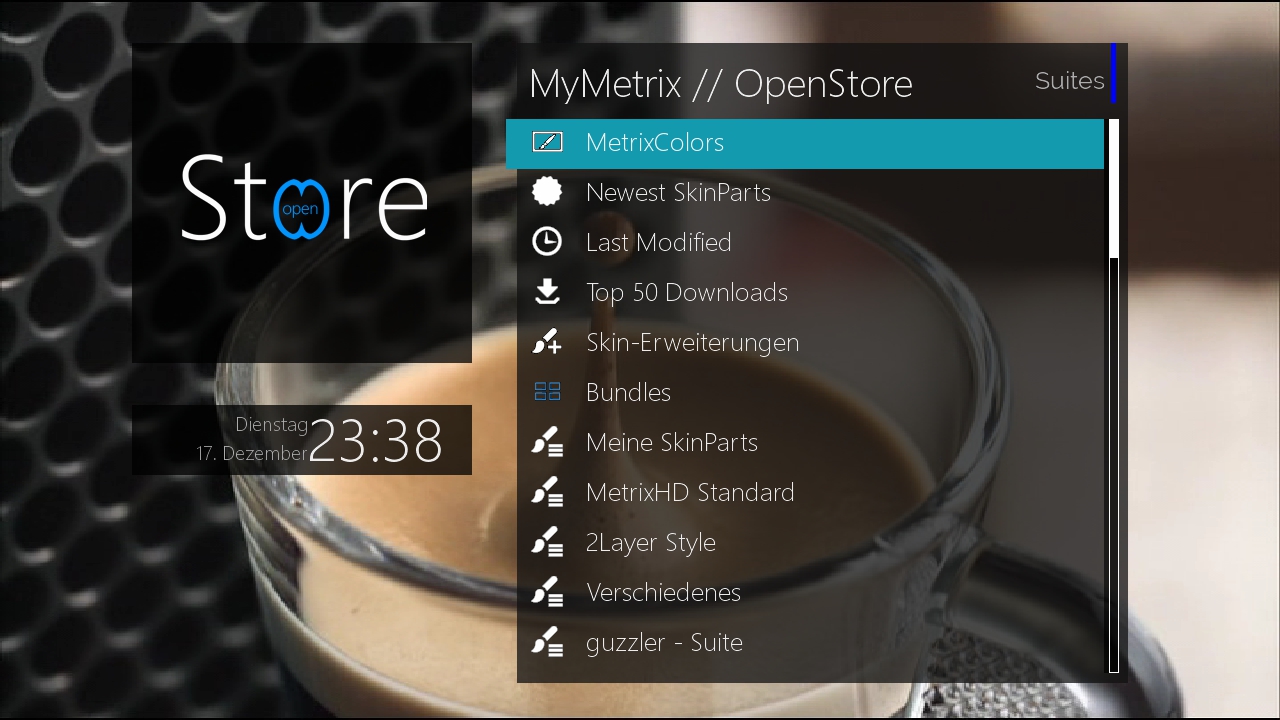 Store
open
Dienstag
17. Dezember
23:38
MyMetrix // OpenStore
Suites
MetrixColors
Newest SkinParts
Last Modified
Top 50 Downloads
Skin-Erweiterungen
Bundles
Meine SkinParts
MetrixHD Standard
2Layer Style
Verschiedenes
guzzler - Suite